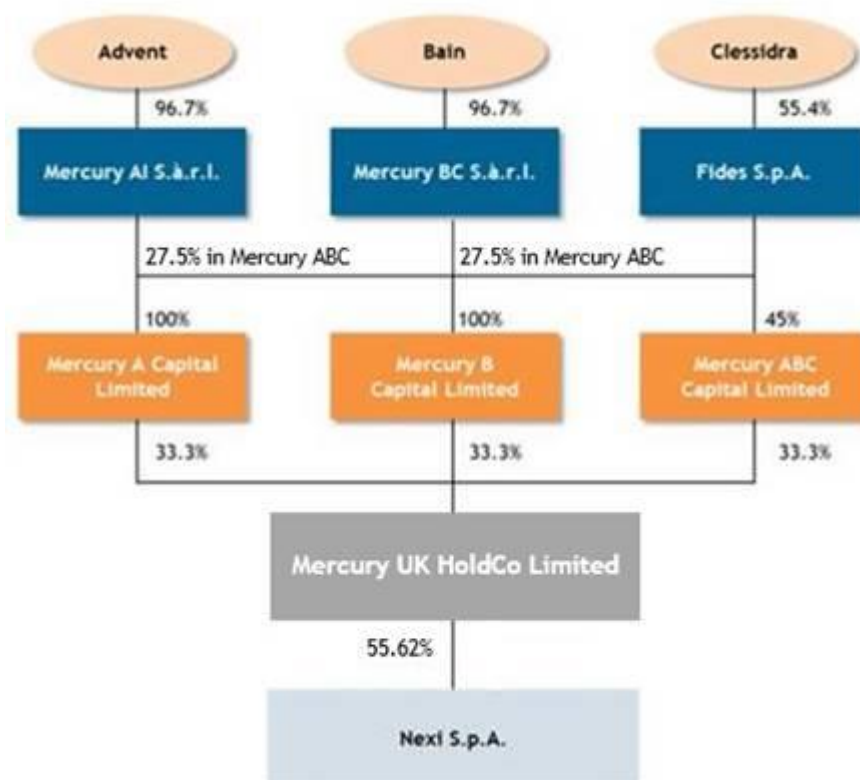 Advent
Bain
Clessidra
96.7%
96.7%
55.4%
Mercury AI S.à.r.l.
Mercury BC S.à.r.l.
Fides S.p.A.
27.5% in Mercury ABC
27.5% in Mercury ABC
100%
100%
45%
Mercury A Capital
Limited
Mercury B
Capital Limited
Mercury ABC
Capital Limited
33.3%
33.3%
33.3%
Mercury UK HoldCo Limited
55.62%
Nexi S.p.A.